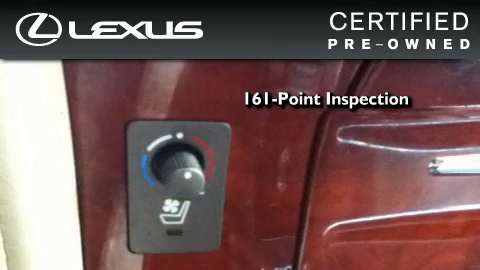 LEXUS
CERTIFIED
PRE-OWNED
161-Point Inspection